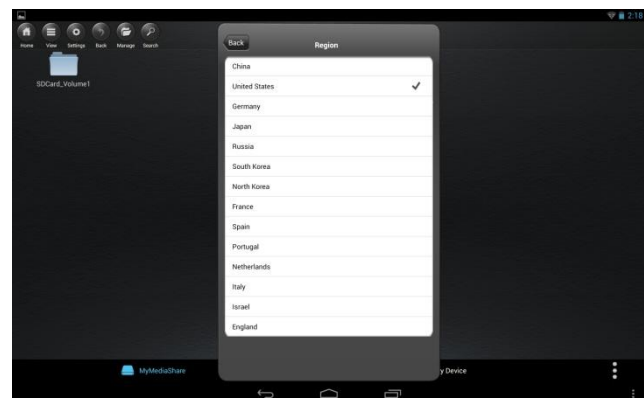 2:18
Home View Settings Back Manage Search
Back
Region
SDCard_Volume1
China
United States
Germany
Japan
Russia
South Korea
North Korea
France
Spain
Portugal
Netherlands
Italy
Israel
England
MyMediaShare
y Device